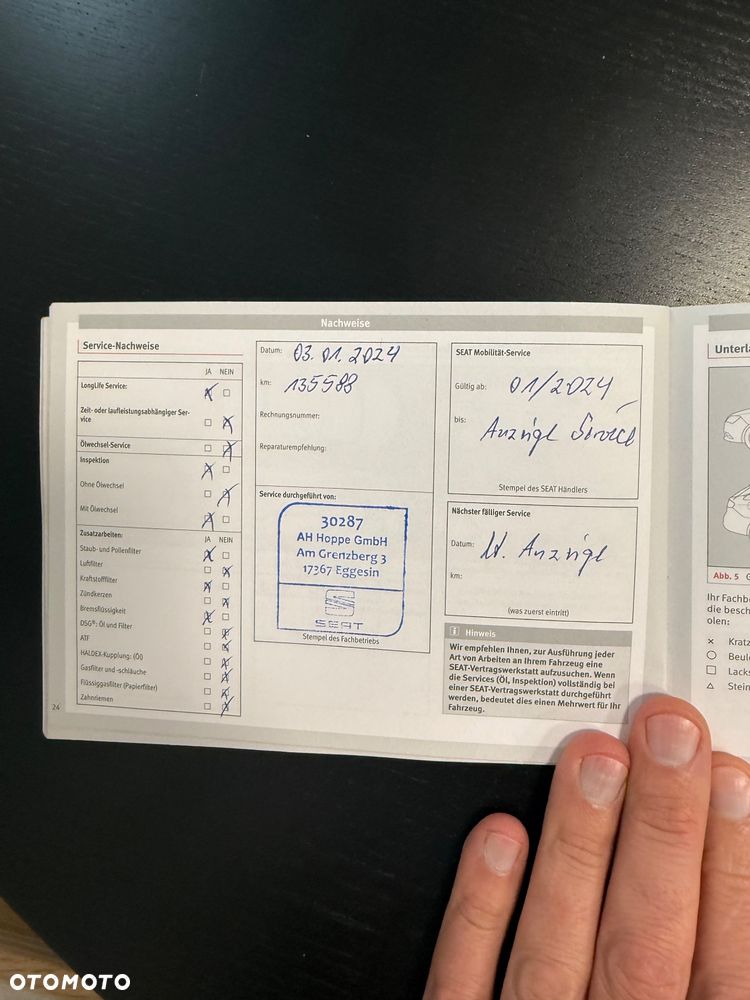 Nachweise
Service-Nachweise
JA NEIN
LongLife Service:
Zeit- oder laufleistungsabhängiger Ser-
vice
Ölwechsel-Service
Inspektion
Ohne Ölwechsel
Mit Ölwechsel
Zusatzarbeiten: JA NEIN
Staub- und Pollenfilter
Luftfilter
Kraftstofffilter
Zündkerzen
Bremsflüssigkeit
DSG®: Öl und Filter
ATF
HALDEX-Kupplung: (Öl)
Gasfilter und -schläuche
Flüssiggasfilter (Papierfilter)
Zahnriemen
24
Datum: 03.01.2024
km: 135588
Rechnungsnummer:
Reparaturempfehlung:
Service durchgeführt von:
30287
AH Hoppe GmbH
Am Grenzberg 3
17367 Eggesin
SEAT
Stempel des Fachbetriebs
SEAT Mobilität-Service
Gültig ab: 01/2024
bis: Anzeige Service
Stempel des SEAT Händlers
Nächster fälliger Service
Datum: lt. Anzeige
km:
(was zuerst eintritt)
i Hinweis
Wir empfehlen Ihnen, zur Ausführung jeder
Art von Arbeiten an Ihrem Fahrzeug eine
SEAT-Vertragswerkstatt aufzusuchen. Wenn
die Services (Öl, Inspektion) vollständig bei
einer SEAT-Vertragswerkstatt durchgeführt
werden, bedeutet dies einen Mehrwert für Ihr
Fahrzeug.
Unterla
Abb. 5
Ihr Fachbe
die besch
olen:
Kratz
Beule
Lacks
Stein
OTOMOTO